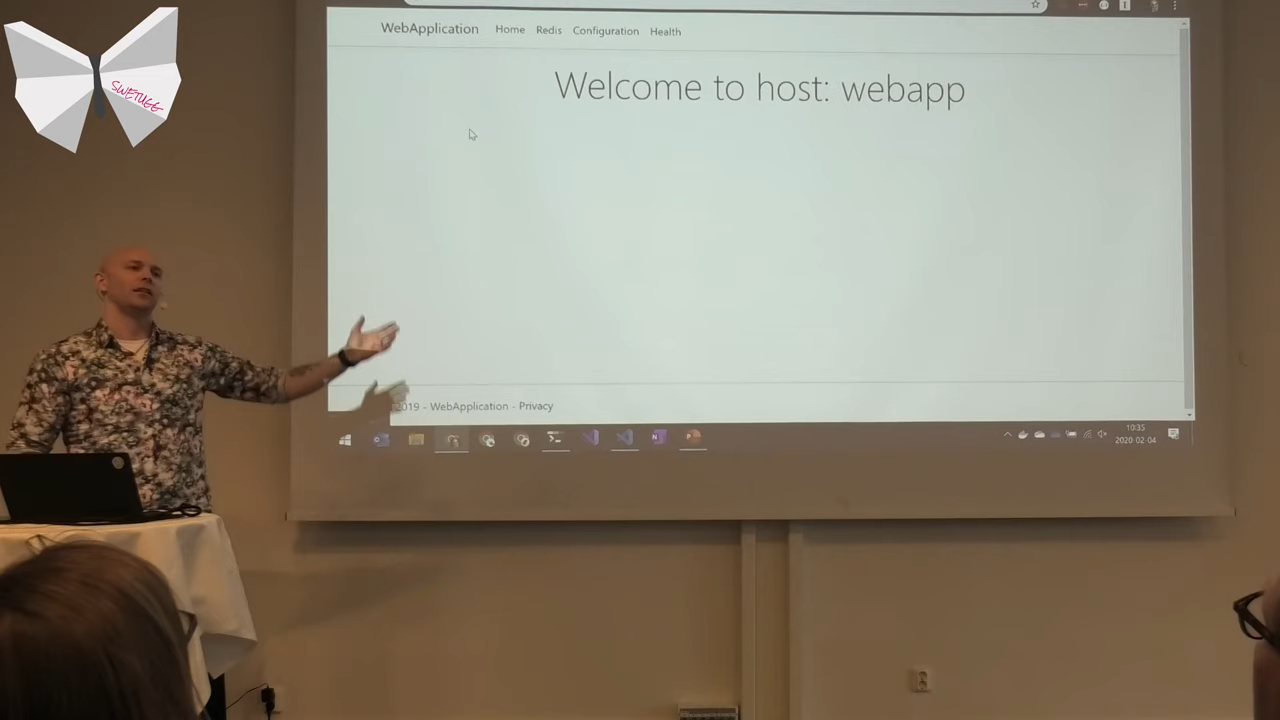 SWETUGG
WebApplication Home Redis Configuration Health
Welcome to host: webapp
2019 - WebApplication - Privacy
10:35
2020-02-04